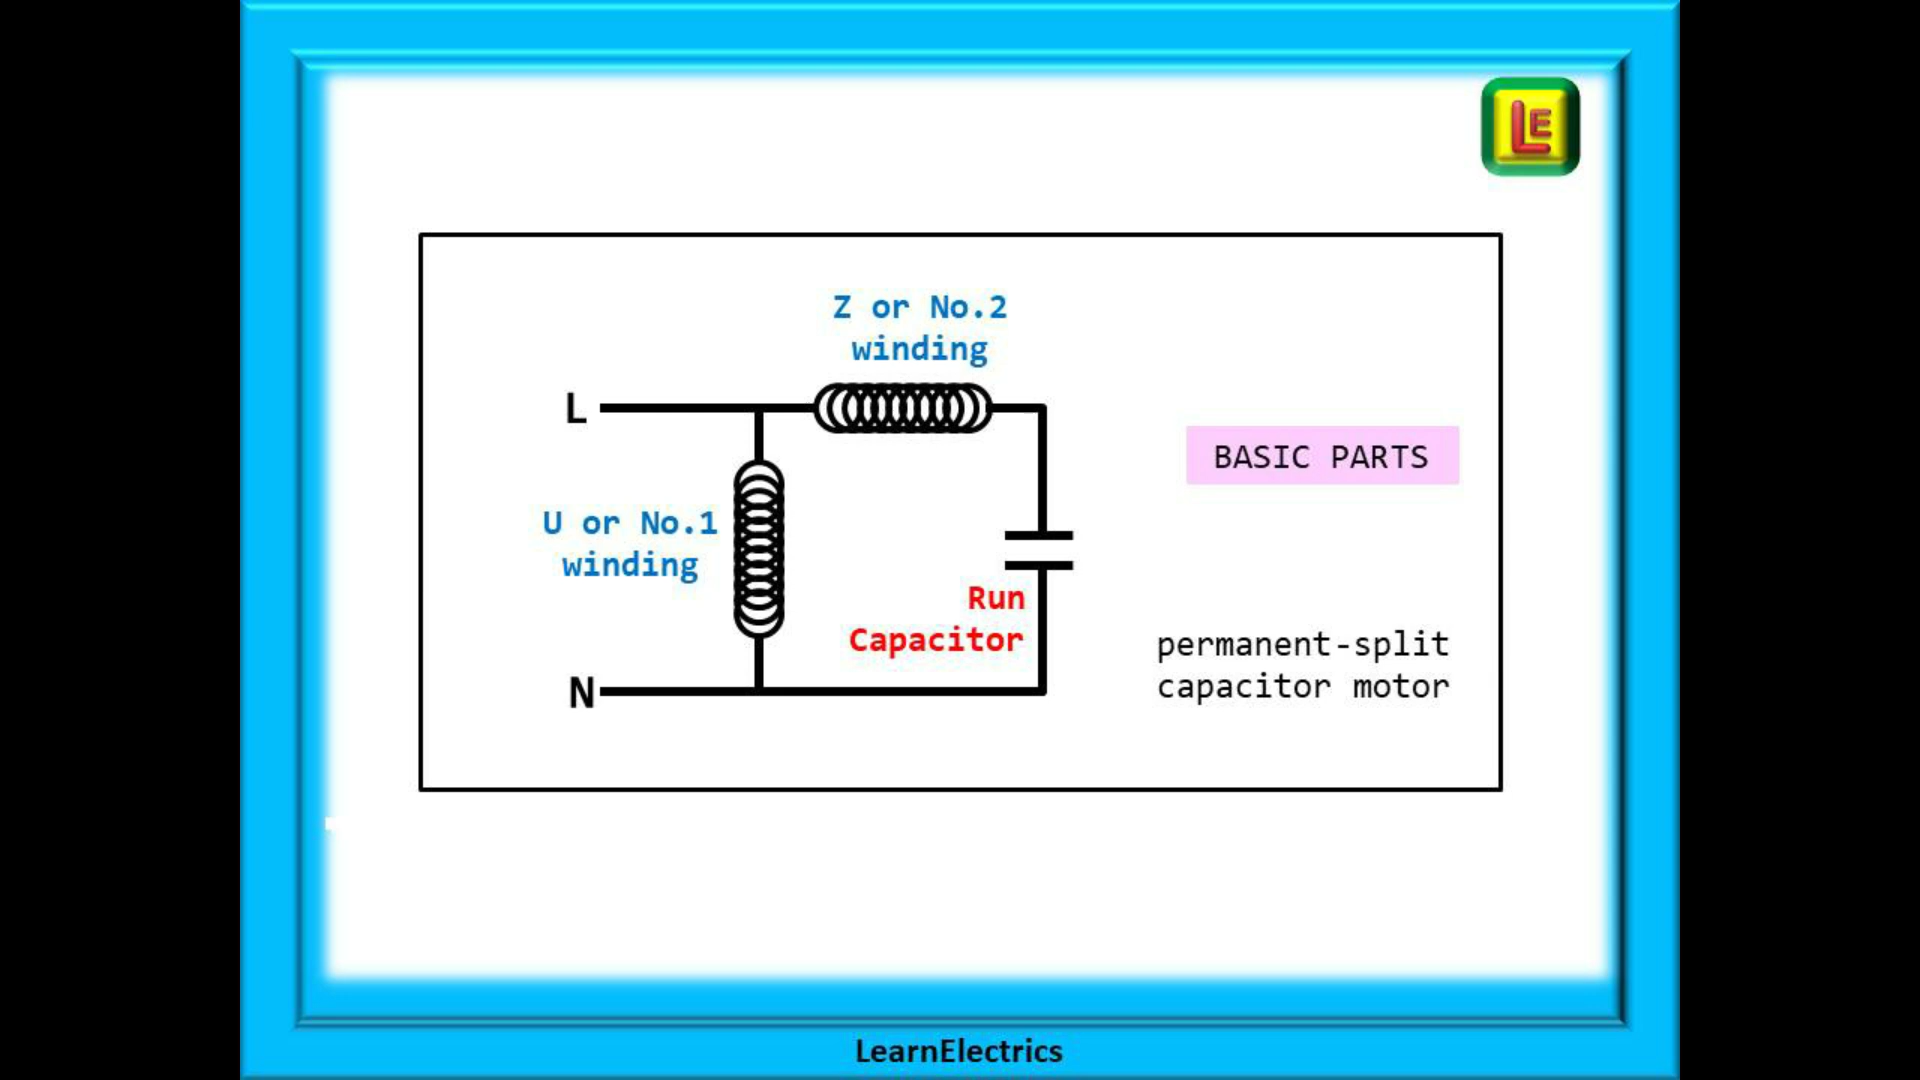 LE
Z or No.2
winding
L
BASIC PARTS
U or No.1
winding
Run
Capacitor
permanent-split
capacitor motor
N
LearnElectrics